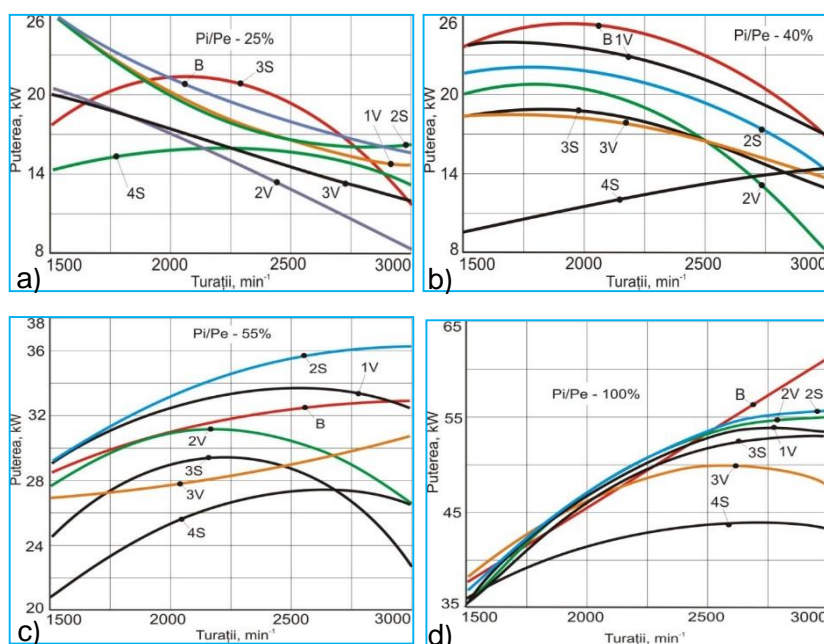 Pi/Pe - 25%
Puterea, kW
26
20
14
8
B
3S
1V
2S
4S
2V
3V
1500 2000 2500 3000
Turații, min-1
a)
Pi/Pe - 40%
Puterea, kW
26
20
14
8
B 1V
3S
3V
2S
4S
2V
1500 2000 2500 3000
Turații, min-1
b)
Pi/Pe - 55%
Puterea, kW
38
36
32
28
24
20
2S
1V
B
2V
3S
3V
4S
1500 2000 2500 3000
Turații, min-1
c)
Pi/Pe - 100%
Puterea, kW
65
55
45
35
B
2V 2S
1V
3S
3V
4S
1500 2000 2500 3000
Turații, min-1
d)